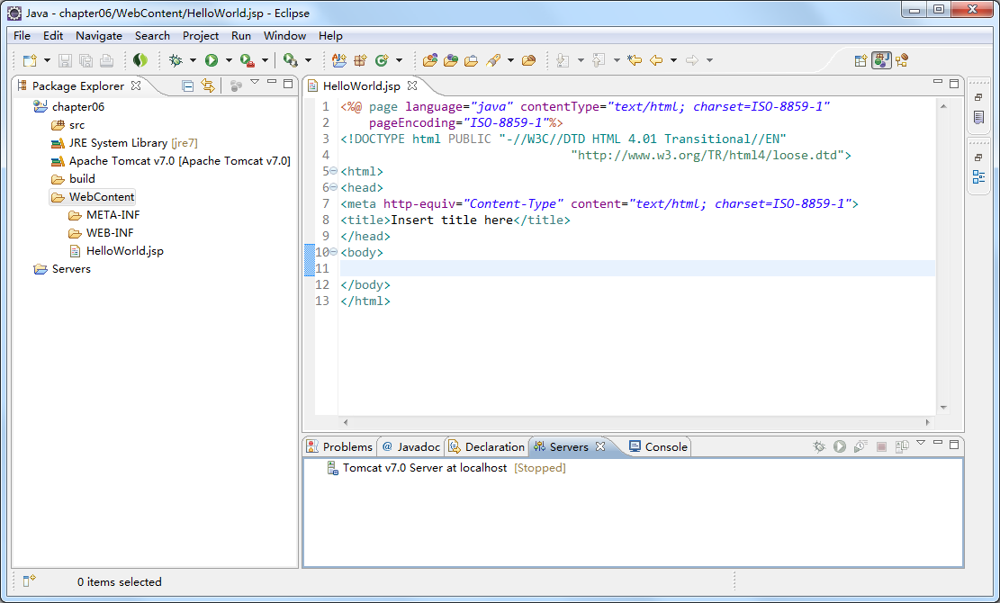 Java - chapter06/WebContent/HelloWorld.jsp - Eclipse
File Edit Navigate Search Project Run Window Help
Package Explorer
chapter06
src
JRE System Library [jre7]
Apache Tomcat v7.0 [Apache Tomcat v7.0]
build
WebContent
META-INF
WEB-INF
HelloWorld.jsp
Servers
HelloWorld.jsp
1 <%@ page language="java" contentType="text/html; charset=ISO-8859-1"
2 pageEncoding="ISO-8859-1"%>
3 <!DOCTYPE html PUBLIC "-//W3C//DTD HTML 4.01 Transitional//EN"
4 "http://www.w3.org/TR/html4/loose.dtd">
5 <html>
6 <head>
7 <meta http-equiv="Content-Type" content="text/html; charset=ISO-8859-1">
8 <title>Insert title here</title>
9 </head>
10 <body>
11
12 </body>
13 </html>
Problems @ Javadoc Declaration Servers Console
Tomcat v7.0 Server at localhost [Stopped]
0 items selected